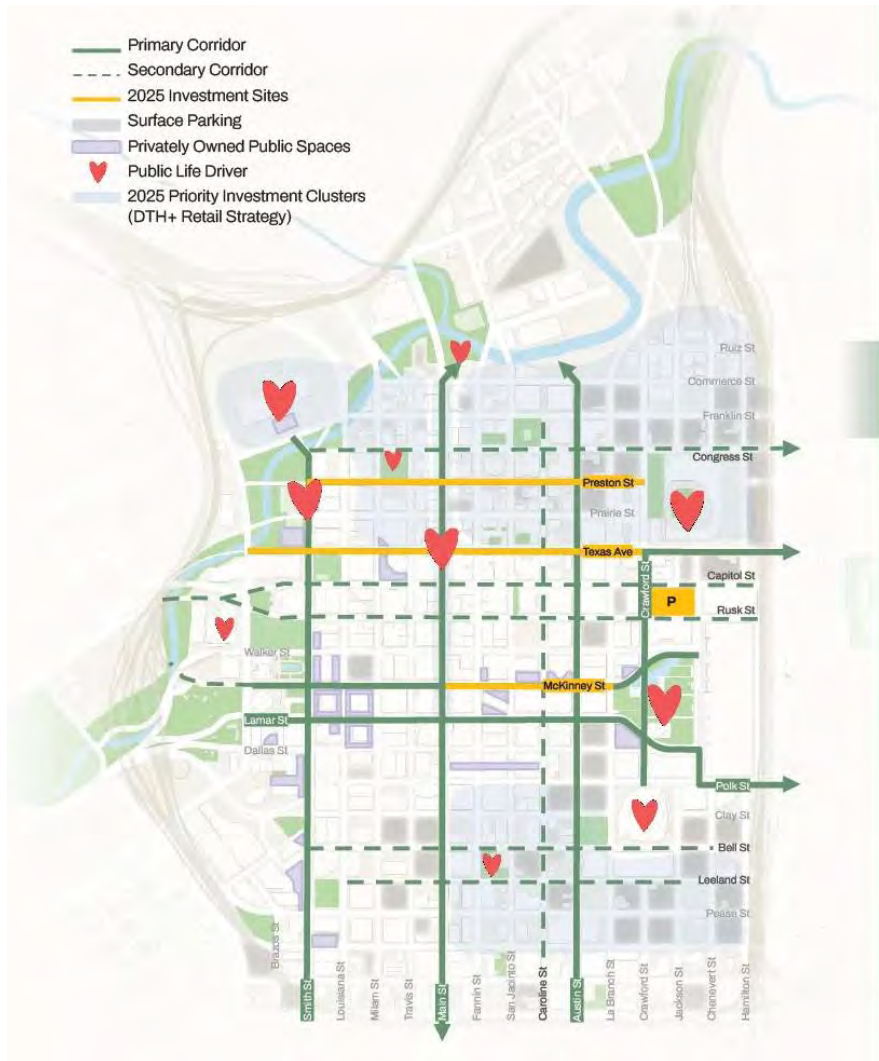 Primary Corridor
Secondary Corridor
2025 Investment Sites
Surface Parking
Privately Owned Public Spaces
Public Life Driver
2025 Priority Investment Clusters
(DTH+ Retail Strategy)
Ruiz St
Commerce St
Franklin St
Congress St
Preston St
Prairie St
Texas Ave
Capitol St
Crawford St
P
Rusk St
Walker St
McKinney St
Lamar St
Dallas St
Polk St
Clay St
Bell St
Leeland St
Pease St
Brazos St
Smith St
Louisiana St
Milam St
Travis St
Main St
Fannin St
San Jacinto St
Caroline St
Austin St
La Branch St
Crawford St
Jackson St
Chenevert St
Hamilton St